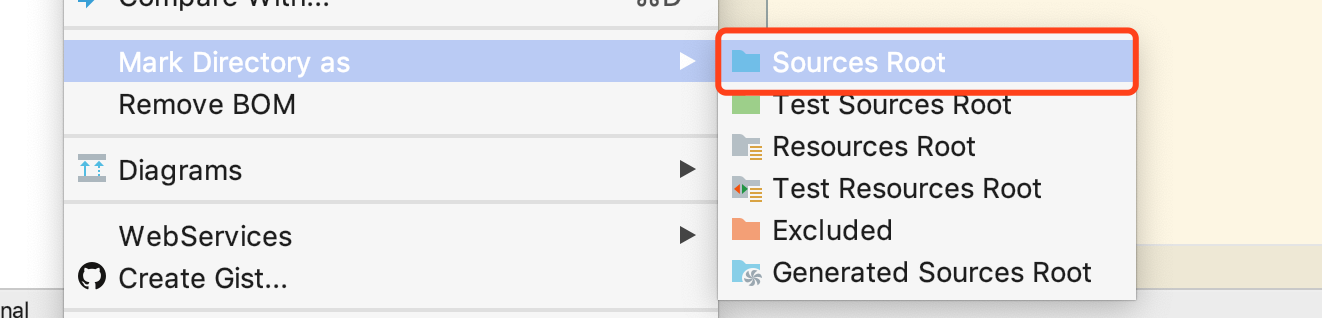 Compare With... ⌘D
Mark Directory as
Remove BOM
Diagrams
WebServices
Create Gist...
Sources Root
Test Sources Root
Resources Root
Test Resources Root
Excluded
Generated Sources Root
nal